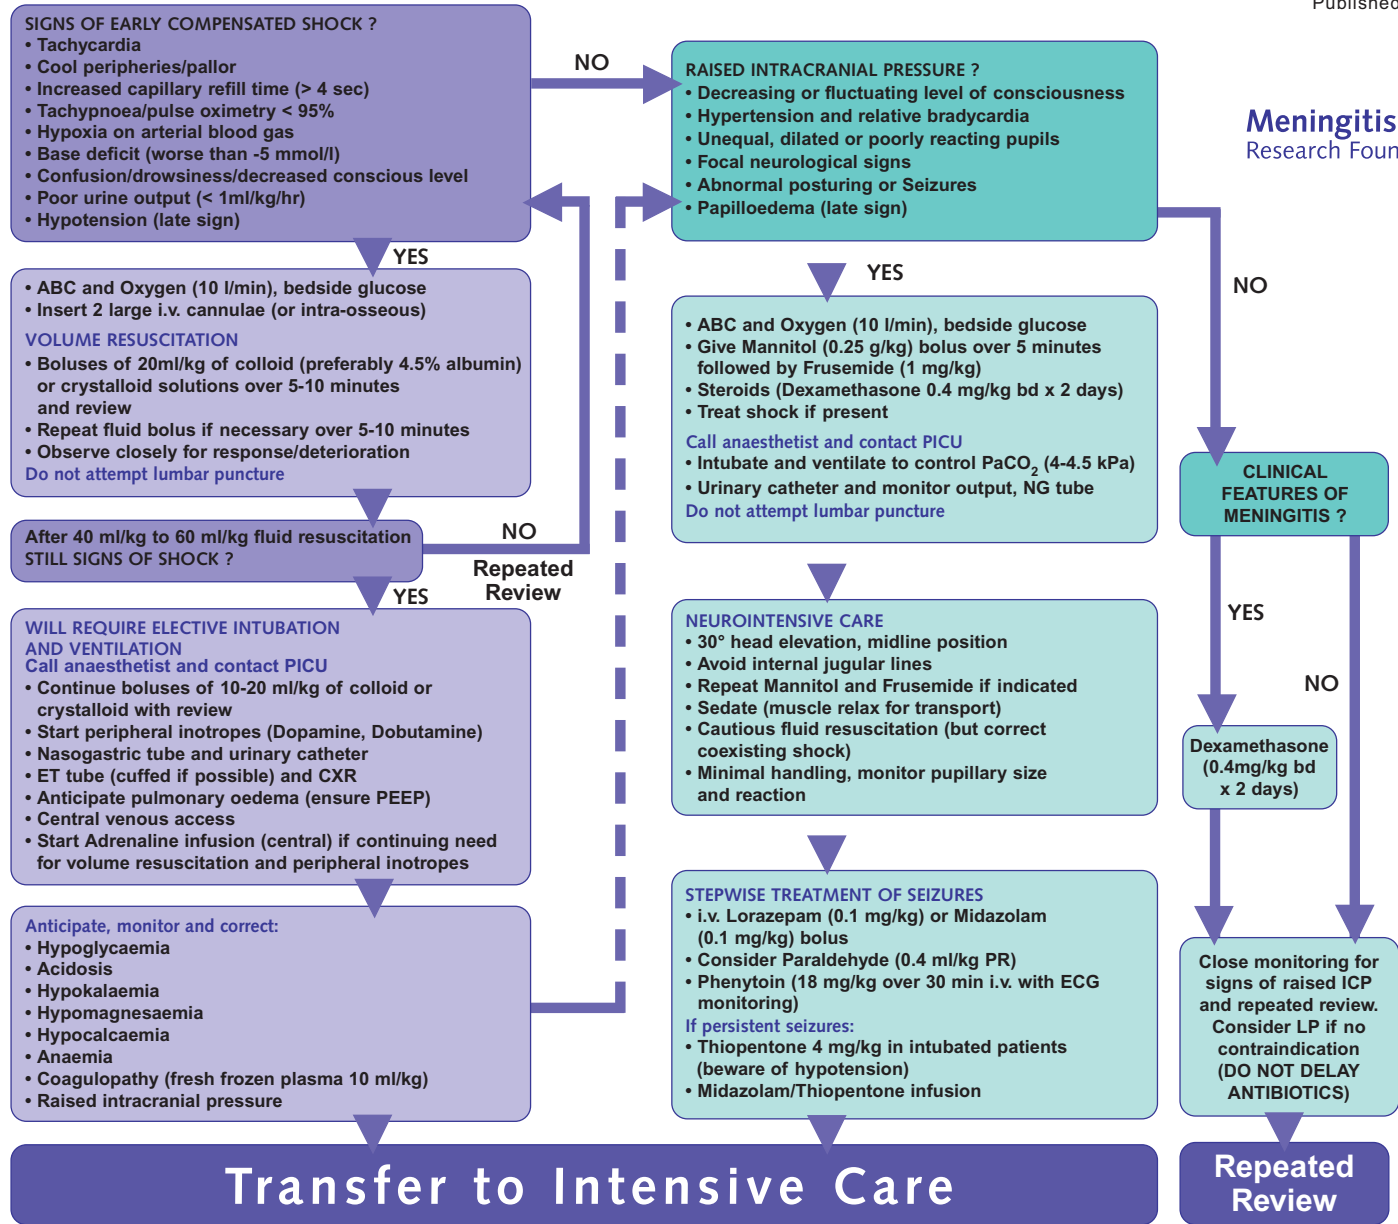 Published
SIGNS OF EARLY COMPENSATED SHOCK ?
• Tachycardia
• Cool peripheries/pallor
• Increased capillary refill time (> 4 sec)
• Tachypnoea/pulse oximetry < 95%
• Hypoxia on arterial blood gas
• Base deficit (worse than -5 mmol/l)
• Confusion/drowsiness/decreased conscious level
• Poor urine output (< 1ml/kg/hr)
• Hypotension (late sign)
NO
YES
• ABC and Oxygen (10 l/min), bedside glucose
• Insert 2 large i.v. cannulae (or intra-osseous)
VOLUME RESUSCITATION
• Boluses of 20ml/kg of colloid (preferably 4.5% albumin)
or crystalloid solutions over 5-10 minutes
and review
• Repeat fluid bolus if necessary over 5-10 minutes
• Observe closely for response/deterioration
Do not attempt lumbar puncture
After 40 ml/kg to 60 ml/kg fluid resuscitation
STILL SIGNS OF SHOCK ?
NO
Repeated
Review
YES
WILL REQUIRE ELECTIVE INTUBATION
AND VENTILATION
Call anaesthetist and contact PICU
• Continue boluses of 10-20 ml/kg of colloid or
crystalloid with review
• Start peripheral inotropes (Dopamine, Dobutamine)
• Nasogastric tube and urinary catheter
• ET tube (cuffed if possible) and CXR
• Anticipate pulmonary oedema (ensure PEEP)
• Central venous access
• Start Adrenaline infusion (central) if continuing need
for volume resuscitation and peripheral inotropes
Anticipate, monitor and correct:
• Hypoglycaemia
• Acidosis
• Hypokalaemia
• Hypomagnesaemia
• Hypocalcaemia
• Anaemia
• Coagulopathy (fresh frozen plasma 10 ml/kg)
• Raised intracranial pressure
RAISED INTRACRANIAL PRESSURE ?
• Decreasing or fluctuating level of consciousness
• Hypertension and relative bradycardia
• Unequal, dilated or poorly reacting pupils
• Focal neurological signs
• Abnormal posturing or Seizures
• Papilloedema (late sign)
YES
• ABC and Oxygen (10 l/min), bedside glucose
• Give Mannitol (0.25 g/kg) bolus over 5 minutes
followed by Frusemide (1 mg/kg)
• Steroids (Dexamethasone 0.4 mg/kg bd x 2 days)
• Treat shock if present
Call anaesthetist and contact PICU
• Intubate and ventilate to control PaCO2 (4-4.5 kPa)
• Urinary catheter and monitor output, NG tube
Do not attempt lumbar puncture
NEUROINTENSIVE CARE
• 30° head elevation, midline position
• Avoid internal jugular lines
• Repeat Mannitol and Frusemide if indicated
• Sedate (muscle relax for transport)
• Cautious fluid resuscitation (but correct
coexisting shock)
• Minimal handling, monitor pupillary size
and reaction
STEPWISE TREATMENT OF SEIZURES
• i.v. Lorazepam (0.1 mg/kg) or Midazolam
(0.1 mg/kg) bolus
• Consider Paraldehyde (0.4 ml/kg PR)
• Phenytoin (18 mg/kg over 30 min i.v. with ECG
monitoring)
If persistent seizures:
• Thiopentone 4 mg/kg in intubated patients
(beware of hypotension)
• Midazolam/Thiopentone infusion
Transfer to Intensive Care
Meningitis
Research Foun
NO
CLINICAL
FEATURES OF
MENINGITIS ?
YES
NO
Dexamethasone
(0.4mg/kg bd
x 2 days)
Close monitoring for
signs of raised ICP
and repeated review.
Consider LP if no
contraindication
(DO NOT DELAY
ANTIBIOTICS)
Repeated
Review